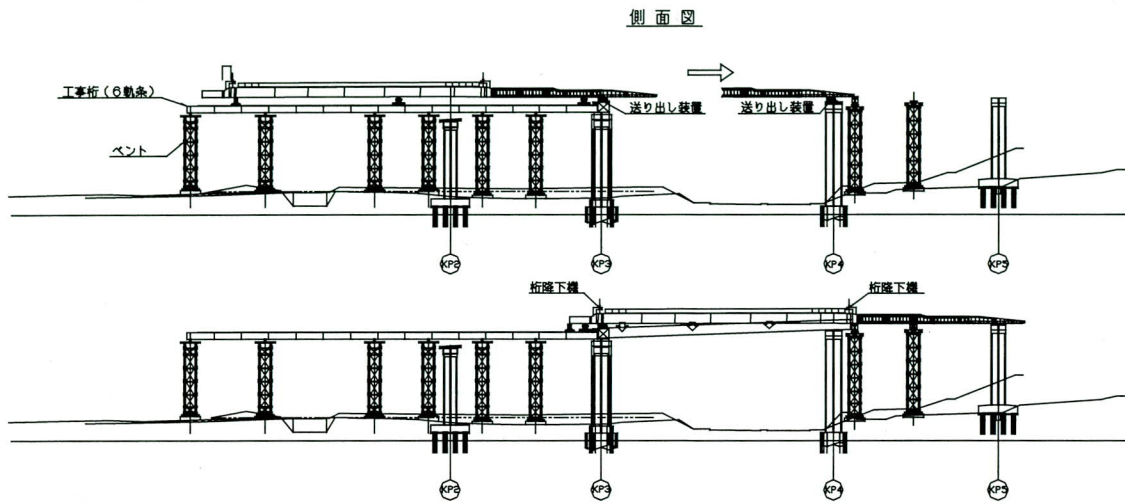 側面図
工事桁(6軌条)
送り出し装置
送り出し装置
ベント
KP2
KP3
KP4
KP5
桁降下機
桁降下機
KP2
KP3
KP4
KP5